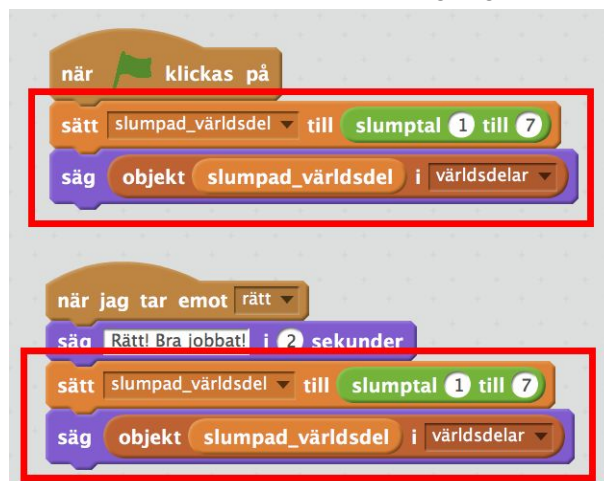 när klickas på
sätt slumpad_världsdel till slumptal 1 till 7
säg objekt slumpad_världsdel i världsdelar
när jag tar emot rätt
säg Rätt! Bra jobbat! i 2 sekunder
sätt slumpad_världsdel till slumptal 1 till 7
säg objekt slumpad_världsdel i världsdelar